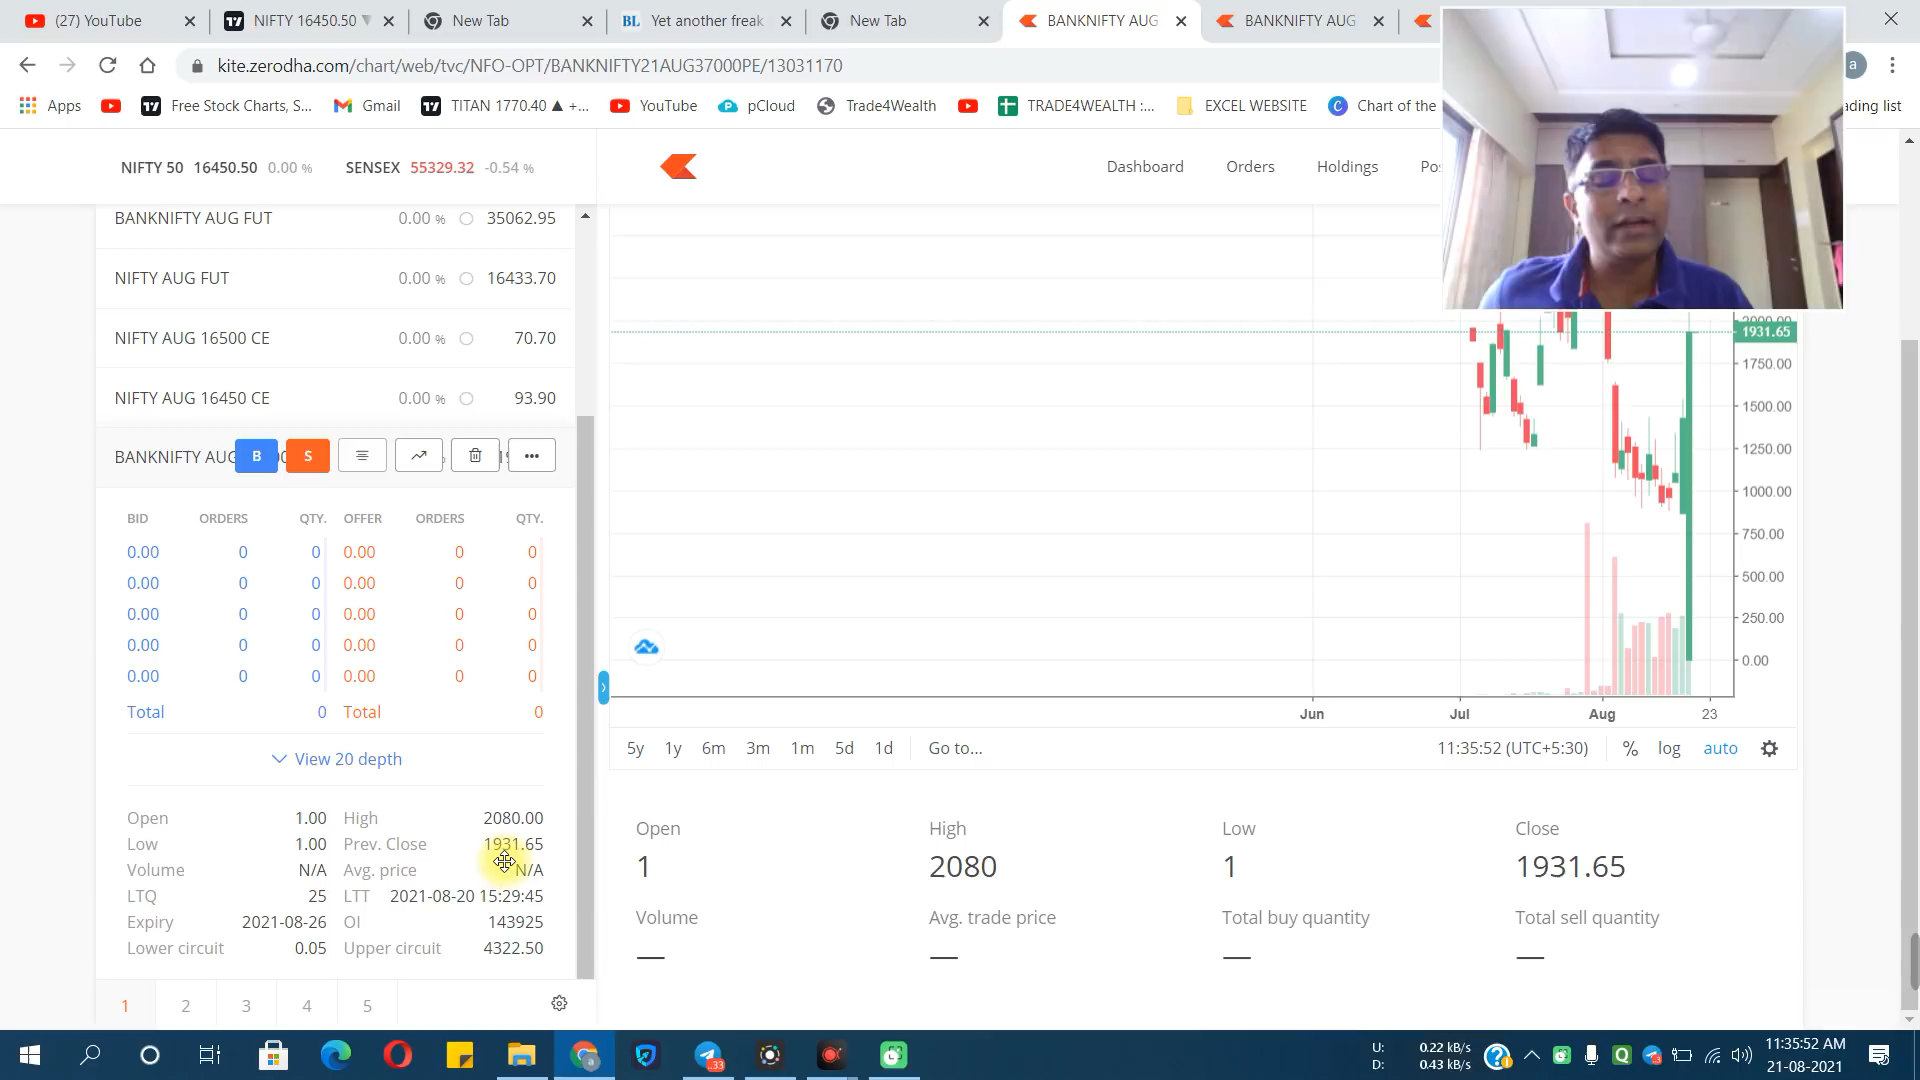 (27) YouTube
NIFTY 16450.50 ▼
New Tab
Yet another freak
New Tab
BANKNIFTY AUG
BANKNIFTY AUG
kite.zerodha.com/chart/web/tvc/NFO-OPT/BANKNIFTY21AUG37000PE/13031170
a
Apps
Free Stock Charts, S...
Gmail
TITAN 1770.40 ▲ +...
YouTube
pCloud
Trade4Wealth
TRADE4WEALTH :...
EXCEL WEBSITE
Chart of the
ading list
NIFTY 50 16450.50 0.00 %
SENSEX 55329.32 -0.54 %
Dashboard
Orders
Holdings
Pos
BANKNIFTY AUG FUT 0.00 % 35062.95
NIFTY AUG FUT 0.00 % 16433.70
NIFTY AUG 16500 CE 0.00 % 70.70
NIFTY AUG 16450 CE 0.00 % 93.90
BANKNIFTY AUG B S
BID ORDERS QTY. OFFER ORDERS QTY.
0.00 0 0 0.00 0 0
0.00 0 0 0.00 0 0
0.00 0 0 0.00 0 0
0.00 0 0 0.00 0 0
0.00 0 0 0.00 0 0
Total 0 Total 0
View 20 depth
Open 1.00 High 2080.00
Low 1.00 Prev. Close 1931.65
Volume N/A Avg. price N/A
LTQ 25 LTT 2021-08-20 15:29:45
Expiry 2021-08-26 OI 143925
Lower circuit 0.05 Upper circuit 4322.50
1 2 3 4 5
2000.00
1931.65
1750.00
1500.00
1250.00
1000.00
750.00
500.00
250.00
0.00
Jun Jul Aug 23
5y 1y 6m 3m 1m 5d 1d Go to... 11:35:52 (UTC+5:30) % log auto
Open High Low Close
1 2080 1 1931.65
Volume Avg. trade price Total buy quantity Total sell quantity
— — — —
U: 0.22 kB/s
D: 0.43 kB/s
11:35:52 AM
21-08-2021